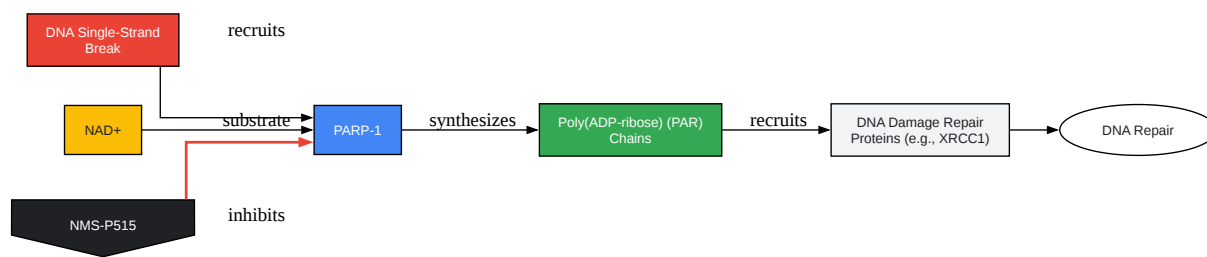 DNA Single-Strand
Break
recruits
NAD+
substrate
PARP-1
synthesizes
Poly(ADP-ribose) (PAR)
Chains
recruits
DNA Damage Repair
Proteins (e.g., XRCC1)
DNA Repair
NMS-P515
inhibits